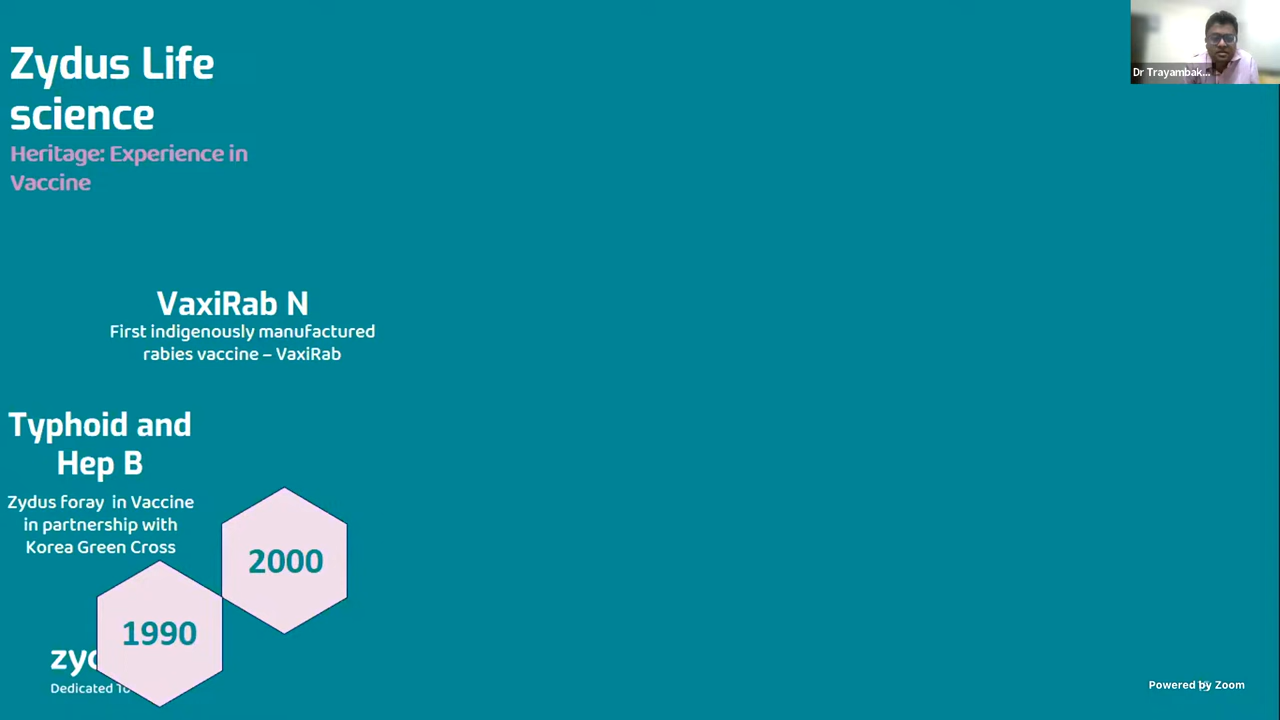 Zydus Life
science
Heritage: Experience in
Vaccine
Dr Trayambak...
VaxiRab N
First indigenously manufactured
rabies vaccine – VaxiRab
Typhoid and
Hep B
Zydus foray in Vaccine
in partnership with
Korea Green Cross
2000
1990
Dedicated
Powered by Zoom